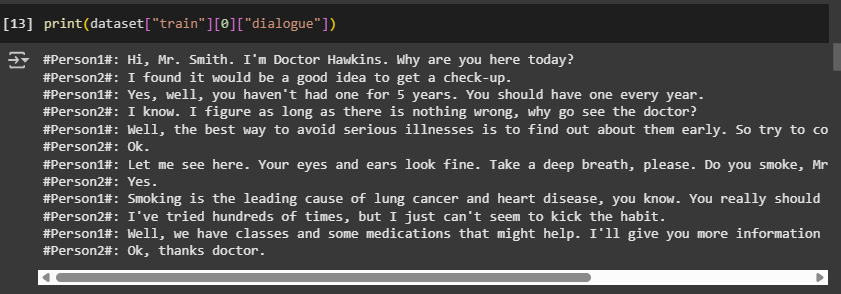 [13] print(dataset["train"][0]["dialogue"])
#Person1#: Hi, Mr. Smith. I'm Doctor Hawkins. Why are you here today?
#Person2#: I found it would be a good idea to get a check-up.
#Person1#: Yes, well, you haven't had one for 5 years. You should have one every year.
#Person2#: I know. I figure as long as there is nothing wrong, why go see the doctor?
#Person1#: Well, the best way to avoid serious illnesses is to find out about them early. So try to co
#Person2#: Ok.
#Person1#: Let me see here. Your eyes and ears look fine. Take a deep breath, please. Do you smoke, Mr
#Person2#: Yes.
#Person1#: Smoking is the leading cause of lung cancer and heart disease, you know. You really should
#Person2#: I've tried hundreds of times, but I just can't seem to kick the habit.
#Person1#: Well, we have classes and some medications that might help. I'll give you more information
#Person2#: Ok, thanks doctor.